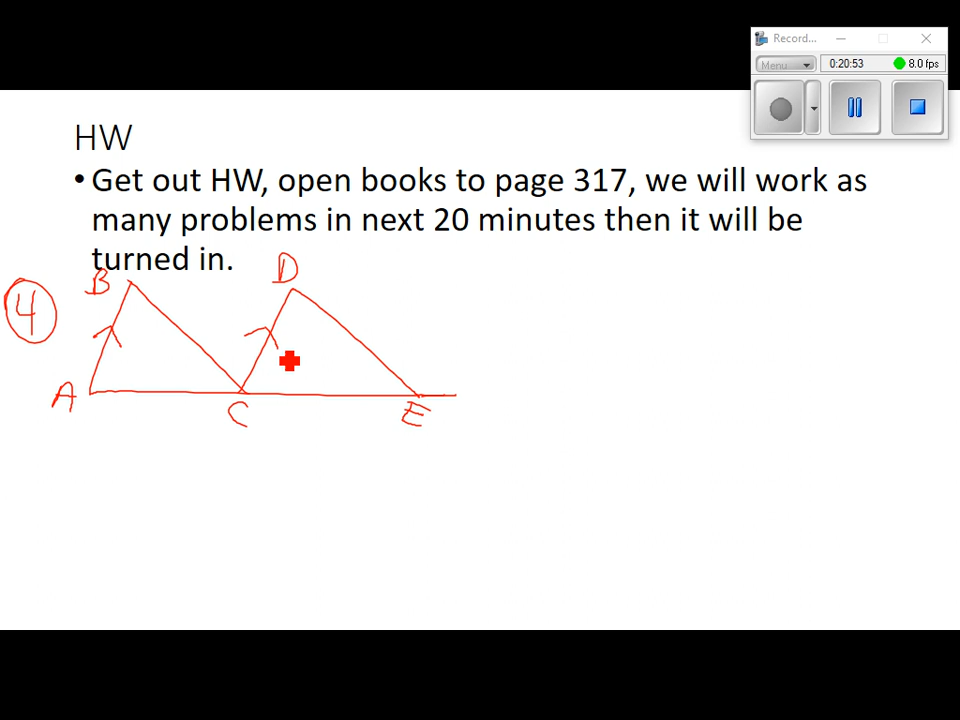 Record...
Menu
0:20:53
8.0 fps
HW
• Get out HW, open books to page 317, we will work as
many problems in next 20 minutes then it will be
turned in.
4
B
D
A
C
E